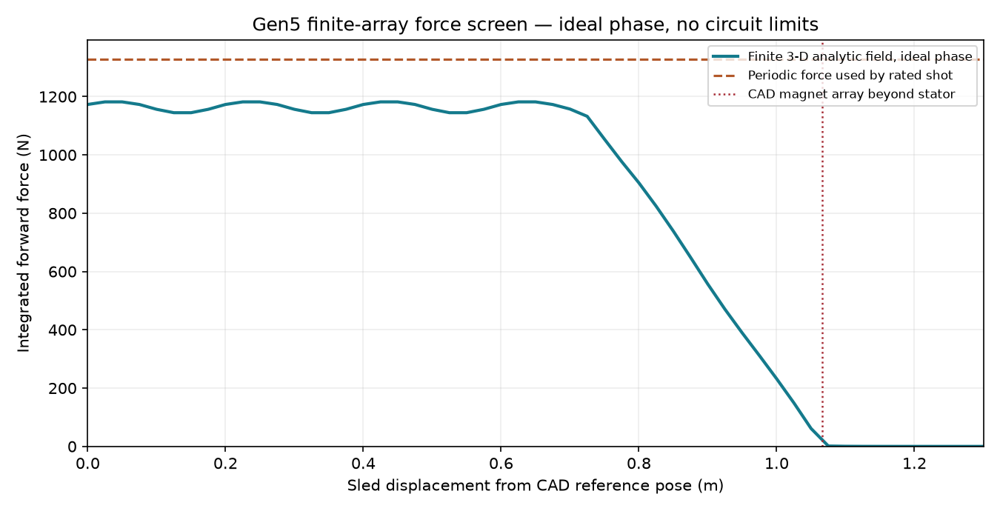 Gen5 finite-array force screen — ideal phase, no circuit limits
Finite 3-D analytic field, ideal phase
Periodic force used by rated shot
CAD magnet array beyond stator
Integrated forward force (N)
1200
1000
800
600
400
200
0
0.0 0.2 0.4 0.6 0.8 1.0 1.2
Sled displacement from CAD reference pose (m)